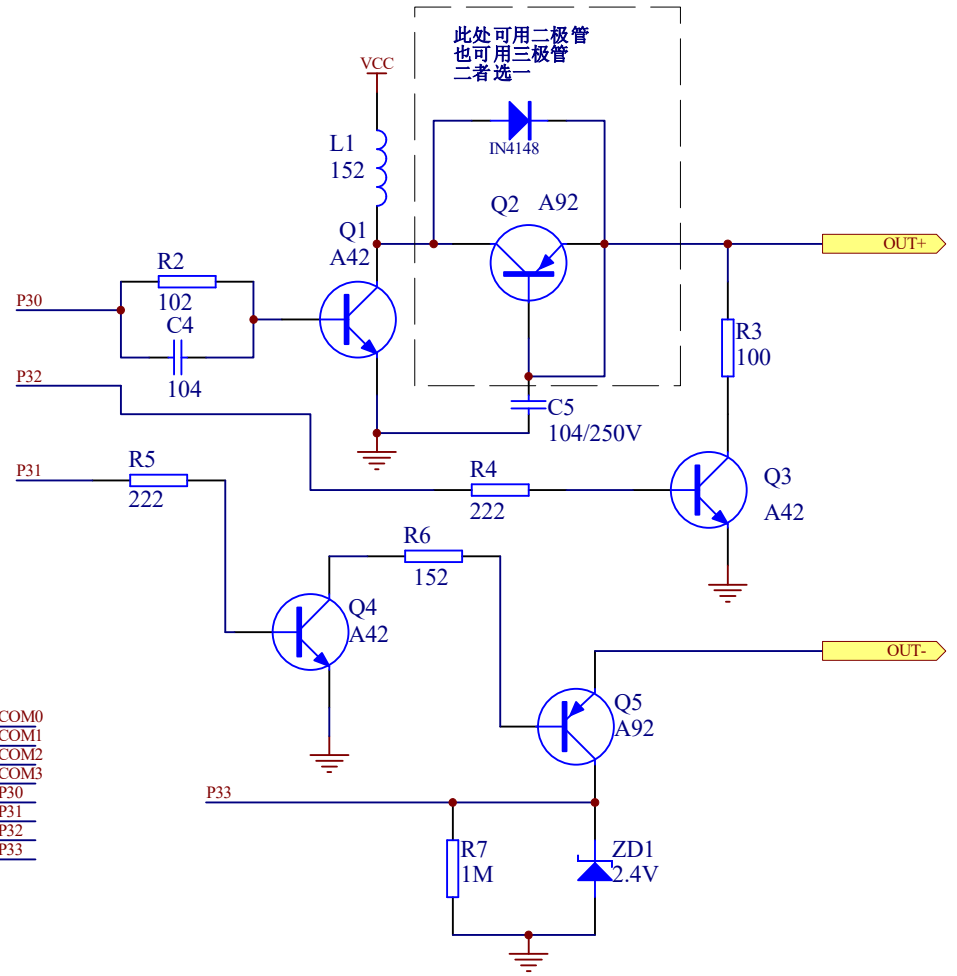 此处可用二极管
也可用三极管
二者选一
VCC
L1
152
IN4148
Q2
A92
Q1
A42
OUT+
R2
102
P30
C4
104
R3
100
P32
C5
104/250V
P31
R5
222
R4
222
Q3
A42
R6
152
Q4
A42
OUT-
Q5
A92
COM0
COM1
COM2
COM3
P30
P31
P32
P33
P33
R7
1M
ZD1
2.4V